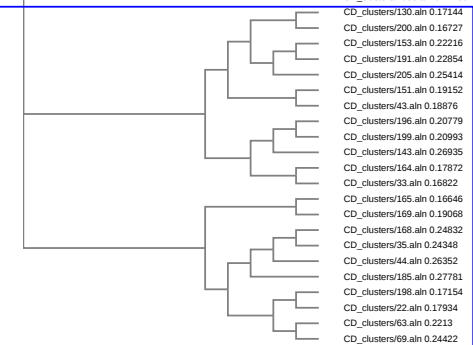 CD_clusters/130.aln 0.17144
CD_clusters/200.aln 0.16727
CD_clusters/153.aln 0.22216
CD_clusters/191.aln 0.22854
CD_clusters/205.aln 0.25414
CD_clusters/151.aln 0.19152
CD_clusters/43.aln 0.18876
CD_clusters/196.aln 0.20779
CD_clusters/199.aln 0.20993
CD_clusters/143.aln 0.26935
CD_clusters/164.aln 0.17872
CD_clusters/33.aln 0.16822
CD_clusters/165.aln 0.16646
CD_clusters/169.aln 0.19068
CD_clusters/168.aln 0.24832
CD_clusters/35.aln 0.24348
CD_clusters/44.aln 0.26352
CD_clusters/185.aln 0.27781
CD_clusters/198.aln 0.17154
CD_clusters/22.aln 0.17934
CD_clusters/63.aln 0.2213
CD_clusters/69.aln 0.24422